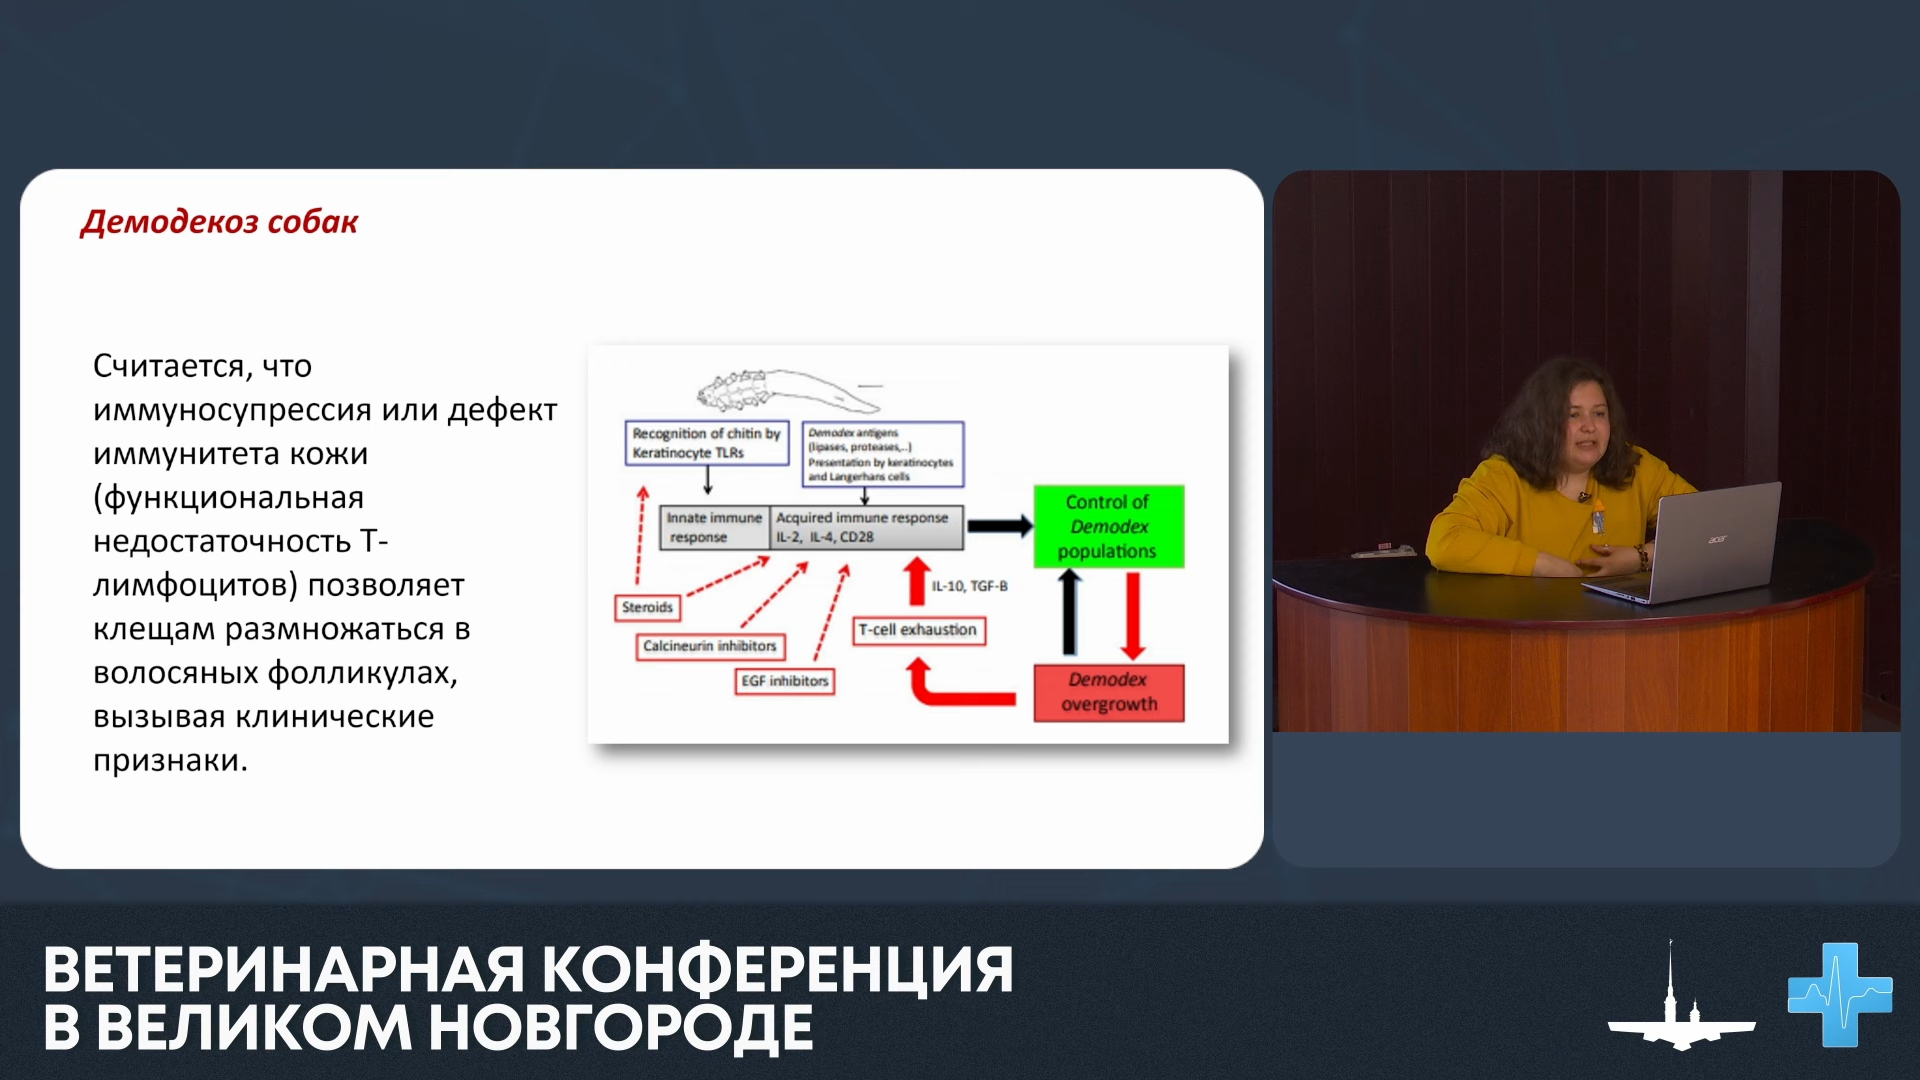 Демодекоз собак
Считается, что
иммуносупрессия или дефект
иммунитета кожи
(функциональная
недостаточность Т-
лимфоцитов) позволяет
клещам размножаться в
волосяных фолликулах,
вызывая клинические
признаки.
Recognition of chitin by
Keratinocyte TLRs
Demodex antigens
(lipases, proteases,..)
Presentation by keratinocytes
and Langerhans cells
Innate immune
response
Acquired immune response
IL-2, IL-4, CD28
Control of
Demodex
populations
IL-10, TGF-B
Steroids
T-cell exhaustion
Calcineurin inhibitors
EGF inhibitors
Demodex
overgrowth
acer
ВЕТЕРИНАРНАЯ КОНФЕРЕНЦИЯ
В ВЕЛИКОМ НОВГОРОДЕ